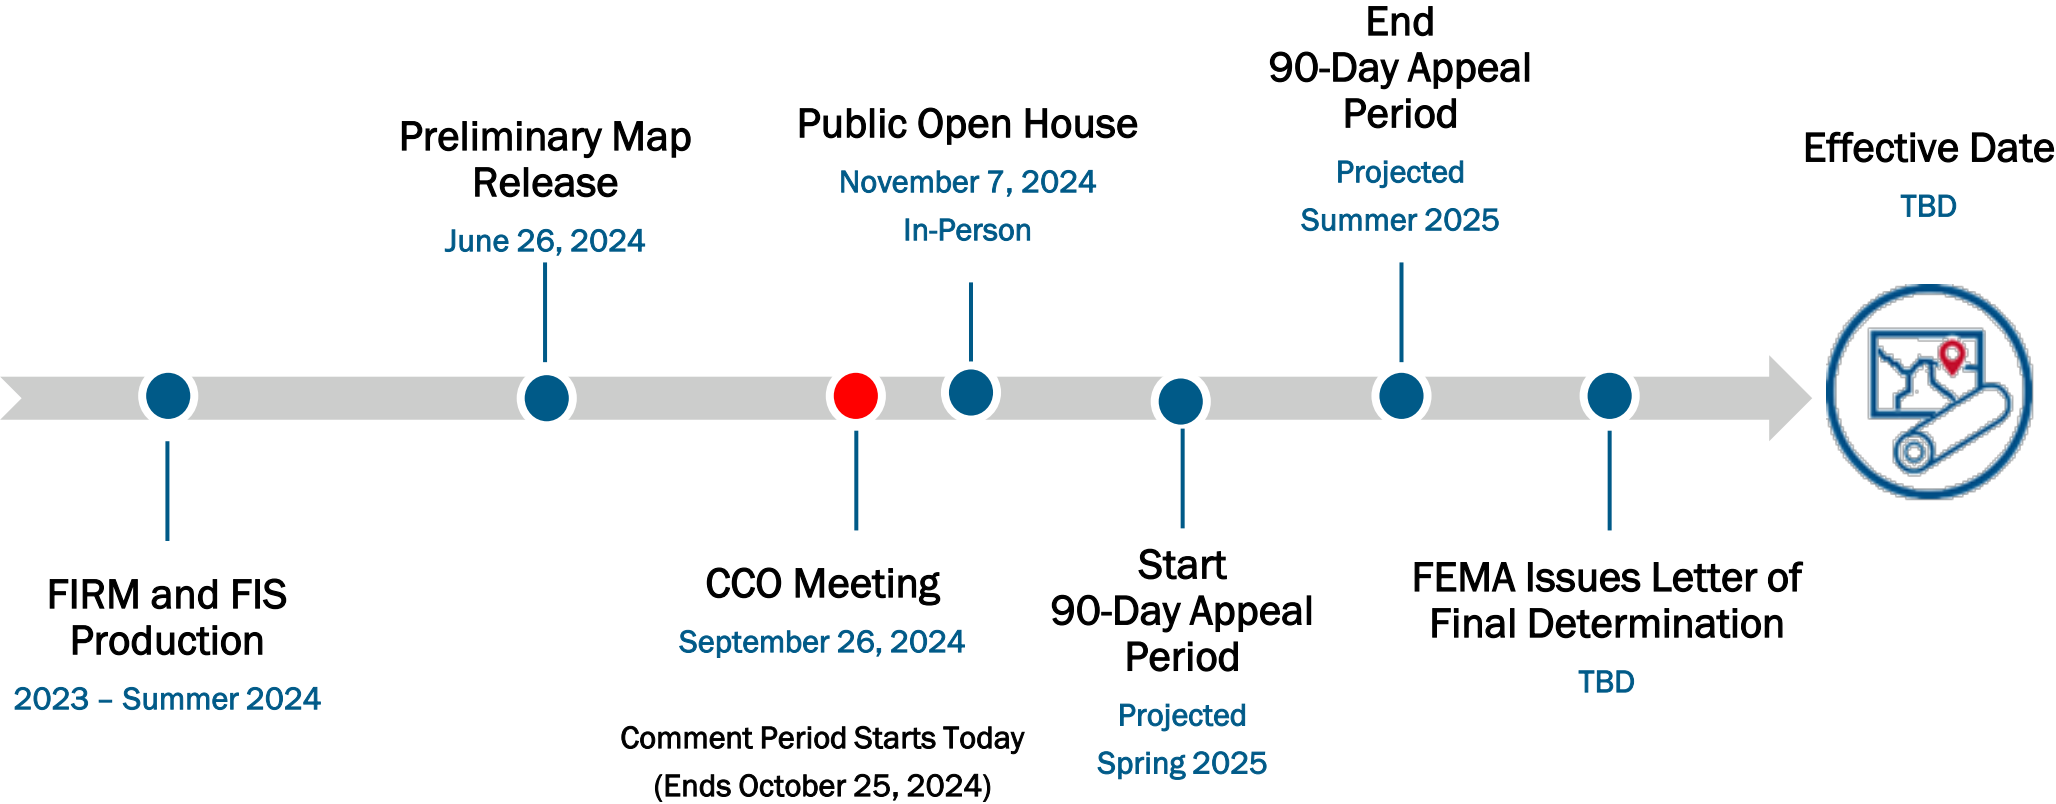 FIRM and FIS
Production
2023 – Summer 2024
Preliminary Map
Release
June 26, 2024
CCO Meeting
September 26, 2024
Comment Period Starts Today
(Ends October 25, 2024)
Public Open House
November 7, 2024
In-Person
Start
90-Day Appeal
Period
Projected
Spring 2025
End
90-Day Appeal
Period
Projected
Summer 2025
FEMA Issues Letter of
Final Determination
TBD
Effective Date
TBD